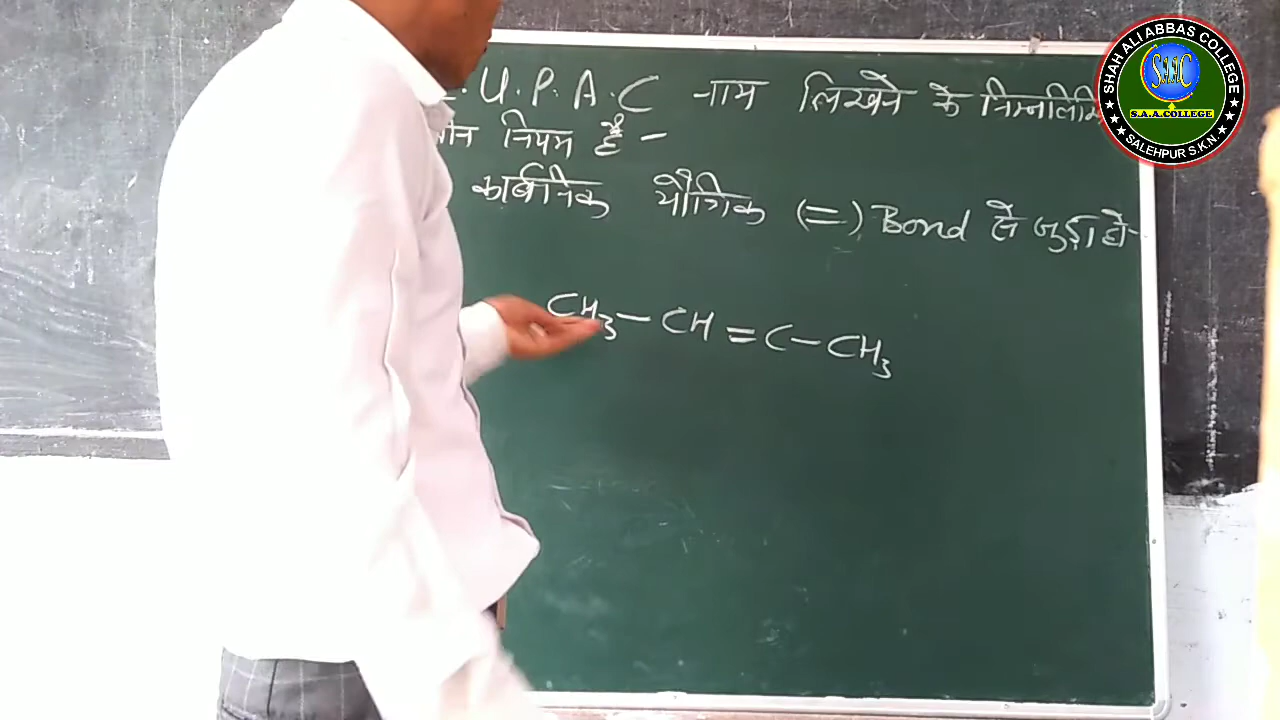 U.P.A.C नाम लिखने के निम्नलिखि
नियम है -
कार्बनिक यौगिक (=) Bond से जुड़ा हो-
CH3 - CH = C - CH3
SHAH ALI ABBAS COLLEGE
SAAC
S.A.A.COLLEGE
SALEHPUR S.K.N.